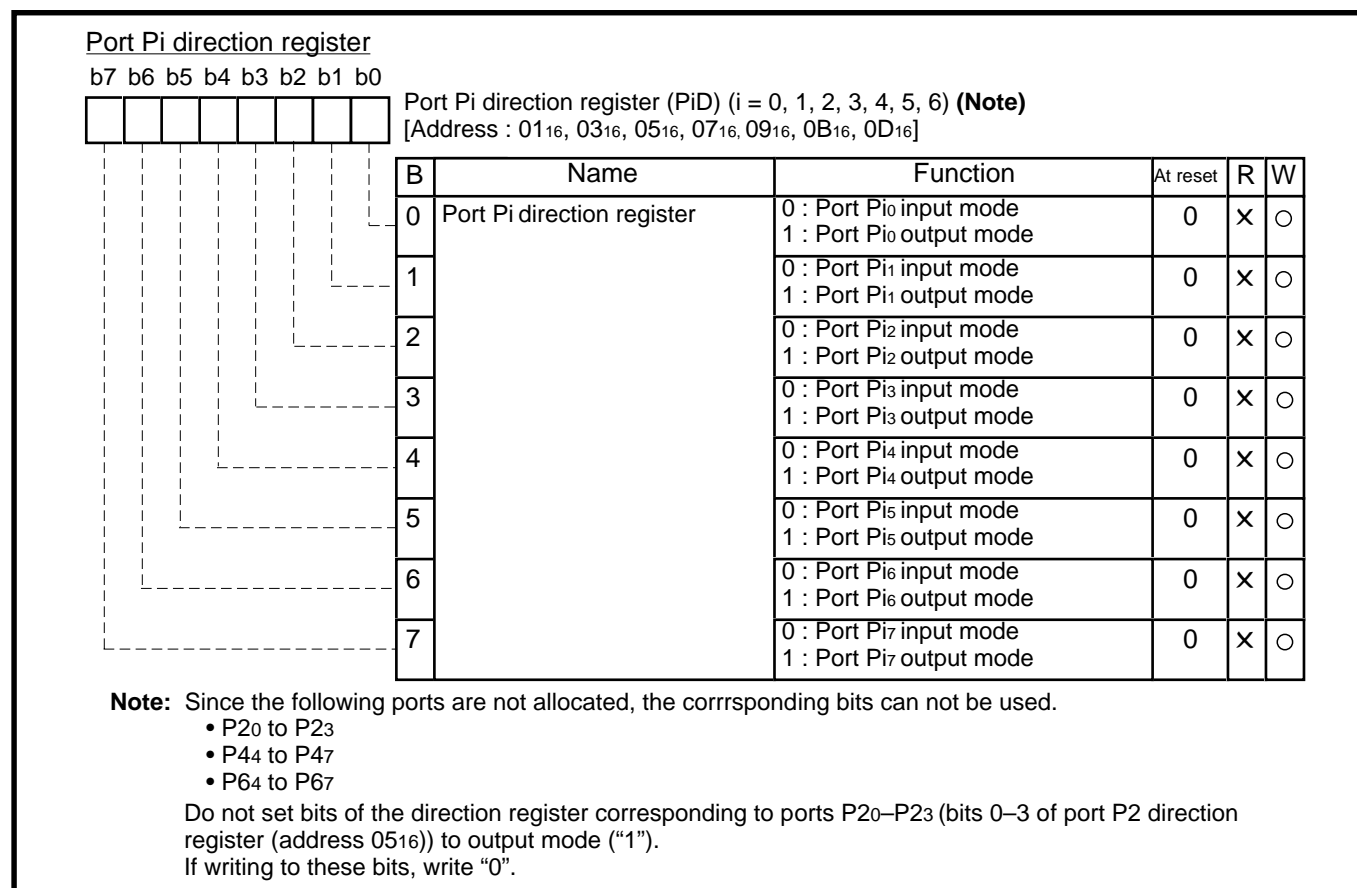 Port Pi direction register
b7 b6 b5 b4 b3 b2 b1 b0
Port Pi direction register (PiD) (i = 0, 1, 2, 3, 4, 5, 6) (Note)
[Address : 0116, 0316, 0516, 0716, 0916, 0B16, 0D16]
B Name Function At reset R W
0 Port Pi direction register 0 : Port Pi0 input mode 0 × ○
1 : Port Pi0 output mode
1 0 : Port Pi1 input mode 0 × ○
1 : Port Pi1 output mode
2 0 : Port Pi2 input mode 0 × ○
1 : Port Pi2 output mode
3 0 : Port Pi3 input mode 0 × ○
1 : Port Pi3 output mode
4 0 : Port Pi4 input mode 0 × ○
1 : Port Pi4 output mode
5 0 : Port Pi5 input mode 0 × ○
1 : Port Pi5 output mode
6 0 : Port Pi6 input mode 0 × ○
1 : Port Pi6 output mode
7 0 : Port Pi7 input mode 0 × ○
1 : Port Pi7 output mode
Note: Since the following ports are not allocated, the corrrsponding bits can not be used.
• P20 to P23
• P44 to P47
• P64 to P67
Do not set bits of the direction register corresponding to ports P20–P23 (bits 0–3 of port P2 direction
register (address 0516)) to output mode (“1”).
If writing to these bits, write “0”.